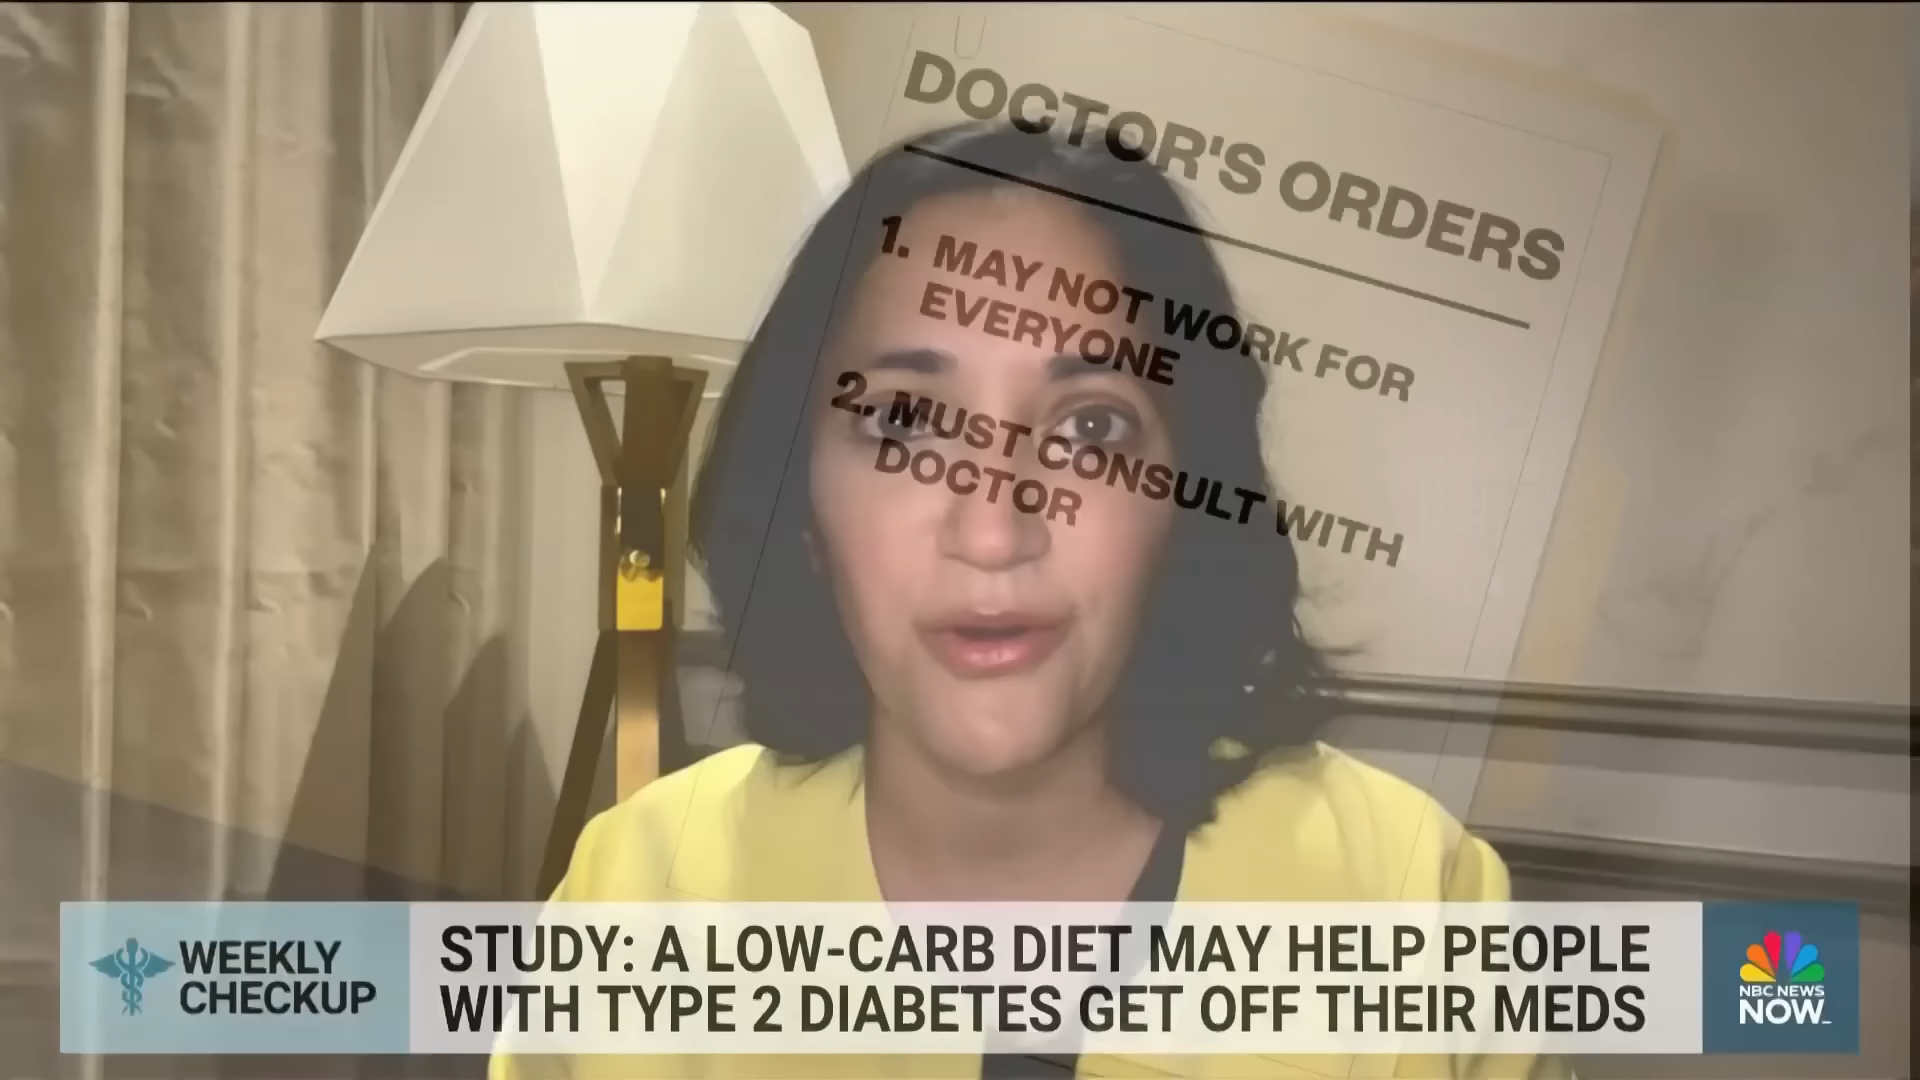 DOCTOR'S ORDERS
1. MAY NOT WORK FOR
EVERYONE
2. MUST CONSULT WITH
DOCTOR
WEEKLY
CHECKUP
STUDY: A LOW-CARB DIET MAY HELP PEOPLE
WITH TYPE 2 DIABETES GET OFF THEIR MEDS
NBC NEWS
NOW